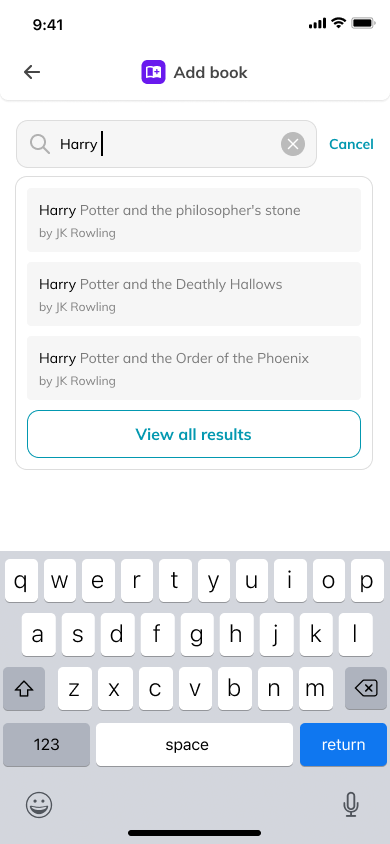 9:41
Add book
Harry
Cancel
Harry Potter and the philosopher's stone
by JK Rowling
Harry Potter and the Deathly Hallows
by JK Rowling
Harry Potter and the Order of the Phoenix
by JK Rowling
View all results
q w e r t y u i o p
a s d f g h j k l
z x c v b n m
123 space return